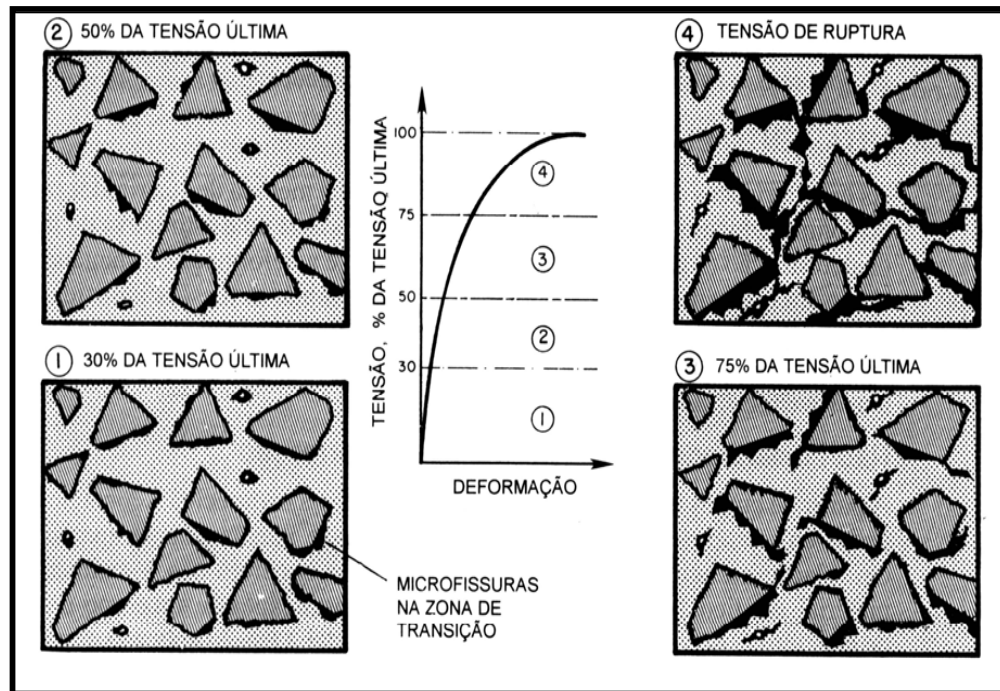 ② 50% DA TENSÃO ÚLTIMA
④ TENSÃO DE RUPTURA
TENSÃO, % DA TENSÃO ÚLTIMA
100
75
50
30
④
③
②
①
DEFORMAÇÃO
① 30% DA TENSÃO ÚLTIMA
③ 75% DA TENSÃO ÚLTIMA
MICROFISSURAS
NA ZONA DE
TRANSIÇÃO